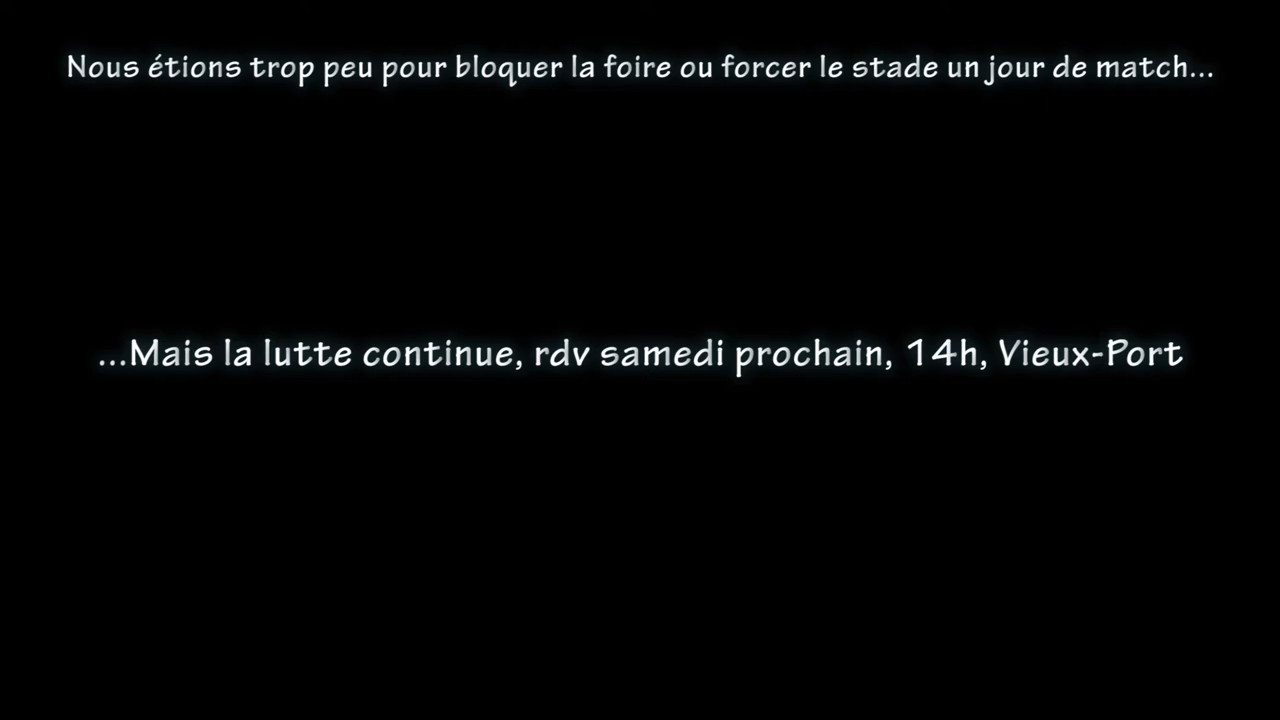 Nous étions trop peu pour bloquer la foire ou forcer le stade un jour de match...
...Mais la lutte continue, rdv samedi prochain, 14h, Vieux-Port